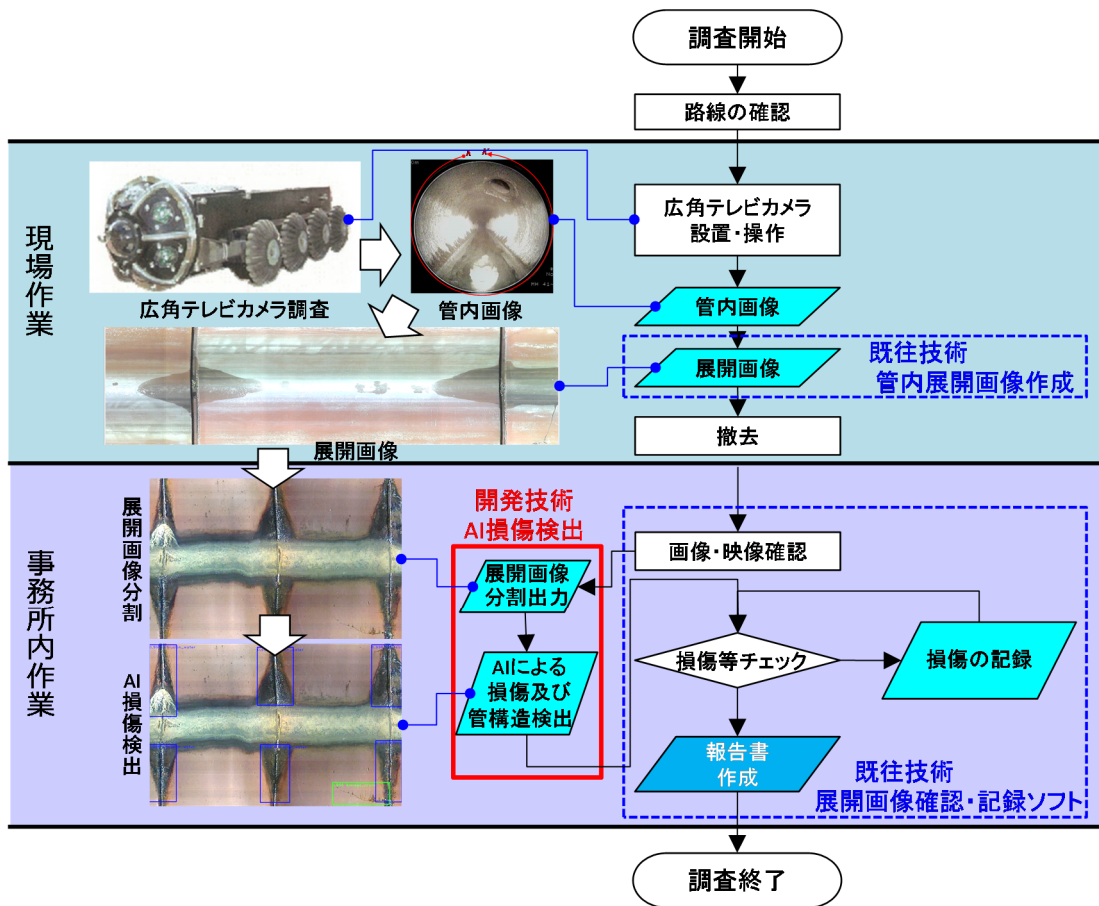 調査開始
路線の確認
現場作業
広角テレビカメラ調査
管内画像
広角テレビカメラ
設置・操作
管内画像
展開画像
既往技術
管内展開画像作成
撤去
展開画像
事務所内作業
展開画像分割
AI損傷検出
開発技術
AI損傷検出
展開画像
分割出力
AIによる
損傷及び
管構造検出
画像・映像確認
損傷等チェック
損傷の記録
報告書
作成
既往技術
展開画像確認・記録ソフト
調査終了